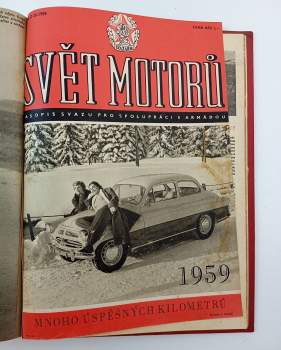 SVĚT MOTORŮ
ČASOPIS SVAZU PRO SPOLUPRÁCI S ARMÁDOU
1959
MNOHO ÚSPĚŠNÝCH KILOMETRŮ